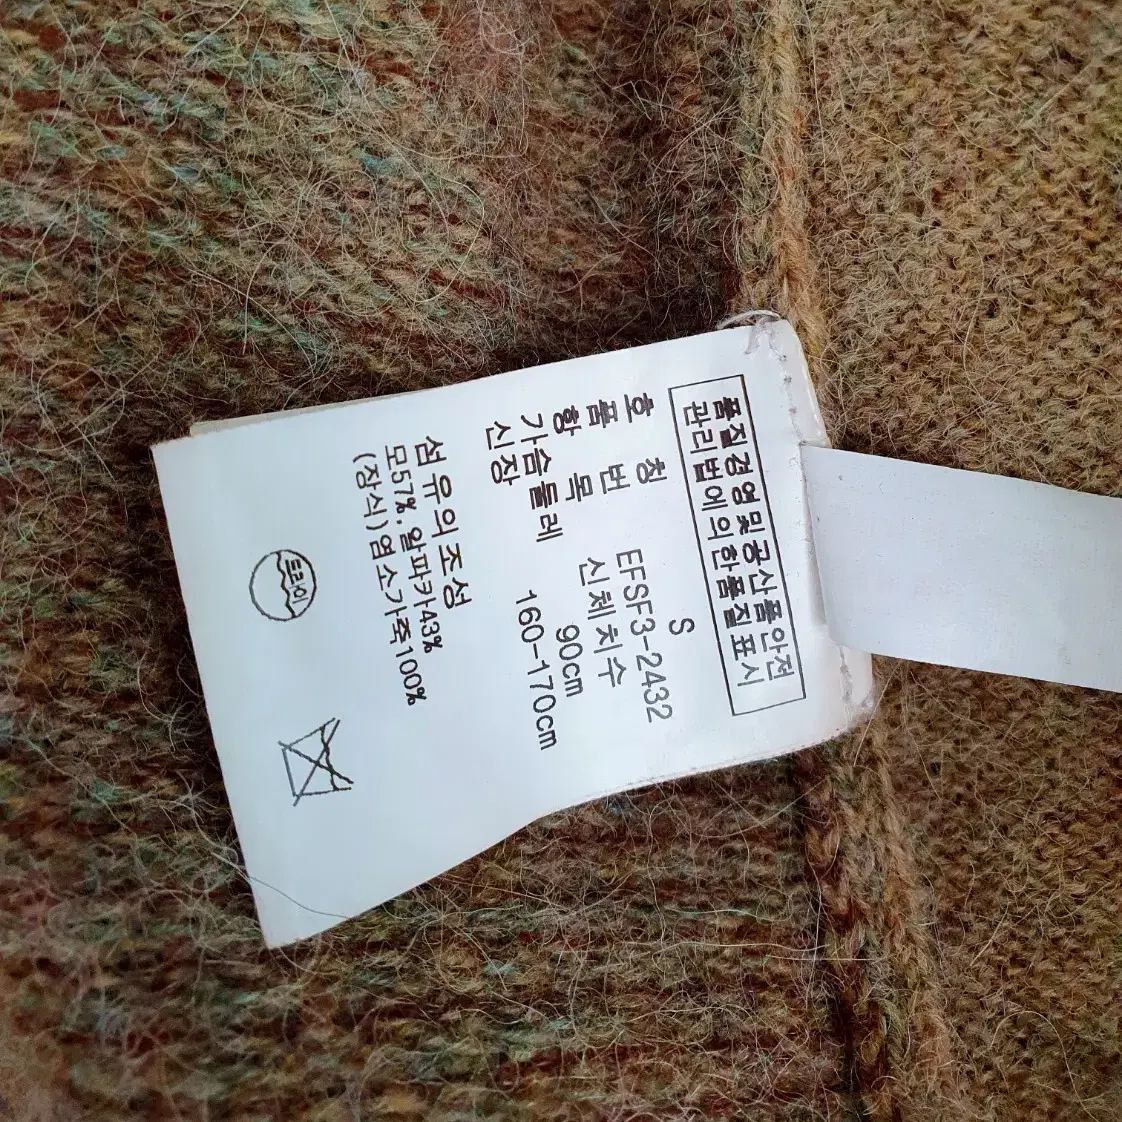 품질경영및공산품안전
관리법에의한품질표시
호 칭 S
품 번 EFSF3-2432
항 목 신체치수
가슴둘레 90cm
신장 160-170cm
섬유의조성
모57%.알파카43%
(장식)염소가죽100%
드라이